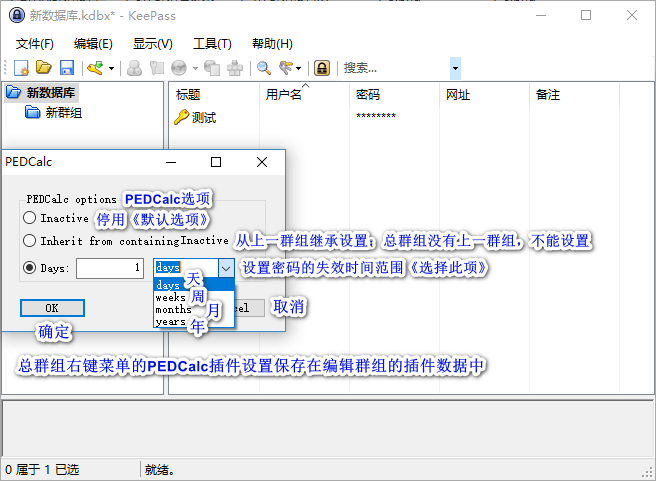 新数据库.kdbx* - KeePass
文件(F) 编辑(E) 显示(V) 工具(T) 帮助(H)
搜索...
新数据库
新群组
标题 用户名 密码 网址 备注
测试 ********
PEDCalc
PEDCalc options PEDCalc选项
Inactive 停用《默认选项》
Inherit from containing Inactive 从上一群组继承设置；总群组没有上一群组，不能设置
Days: 1 days 设置密码的失效时间范围《选择此项》
days 天
weeks 周
months 月
years 年
OK cel 取消
确定
总群组右键菜单的PEDCalc插件设置保存在编辑群组的插件数据中
0 属于 1 已选 就绪。